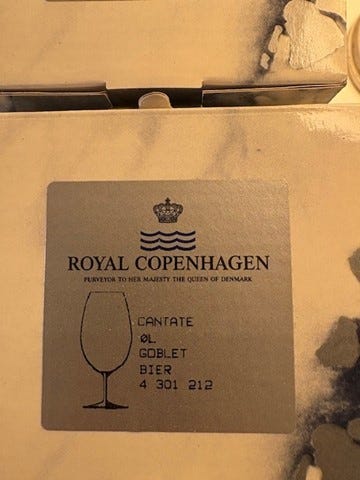 ROYAL COPENHAGEN
PURVEYOR TO HER MAJESTY THE QUEEN OF DENMARK
CANTATE
ØL
GOBLET
BIER
4 301 212